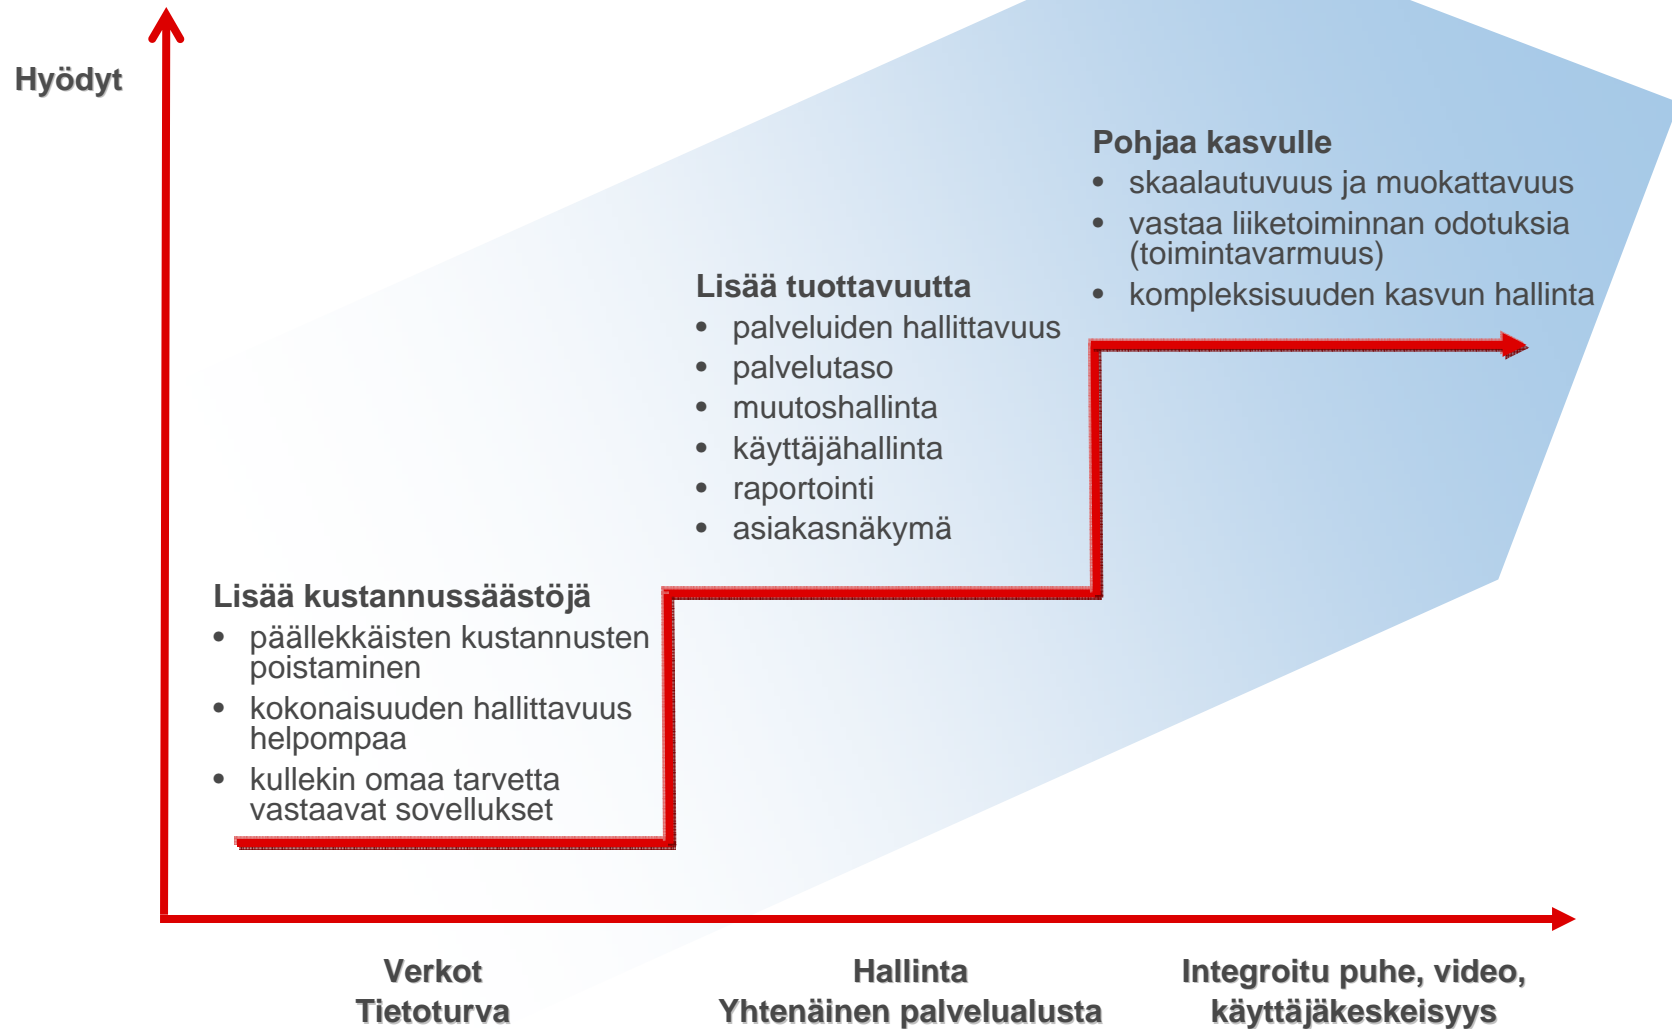 Hyödyt
Pohjaa kasvulle
• skaalautuvuus ja muokattavuus
• vastaa liiketoiminnan odotuksia
(toimintavarmuus)
• kompleksisuuden kasvun hallinta
Lisää tuottavuutta
• palveluiden hallittavuus
• palvelutaso
• muutoshallinta
• käyttäjähallinta
• raportointi
• asiakasnäkymä
Lisää kustannussäästöjä
• päällekkäisten kustannusten
poistaminen
• kokonaisuuden hallittavuus
helpompaa
• kullekin omaa tarvetta
vastaavat sovellukset
Verkot
Tietoturva
Hallinta
Yhtenäinen palvelualusta
Integroitu puhe, video,
käyttäjäkeskeisyys